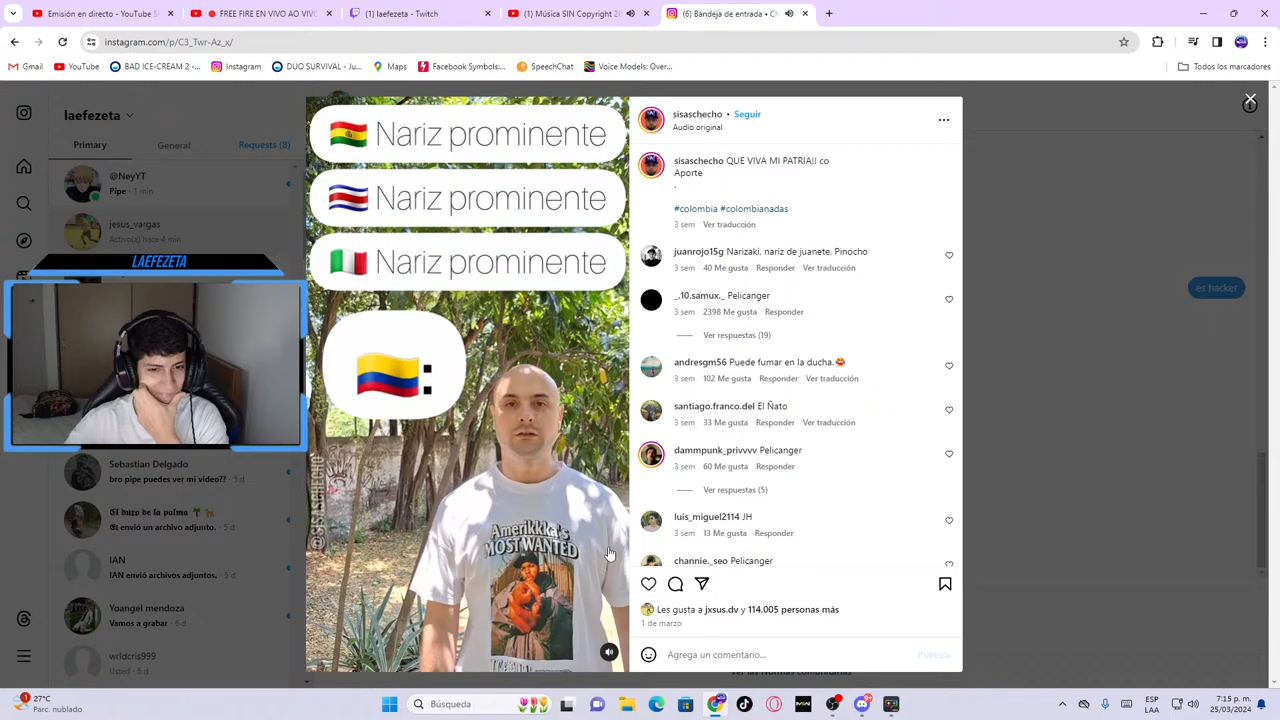 Emisión en directo - YouTube S
FREE FIRE EN VIVO AO VIVO
laefezeta - Twitch
(1) Música SIN Copyright 20
(6) Bandeja de entrada • Ch
instagram.com/p/C3_Twr-Az_x/
Gmail
YouTube
BAD ICE-CREAM 2 -...
Instagram
DUO SURVIVAL - Ju...
Maps
Facebook Symbols:...
SpeechChat
Voice Models: Over...
Todos los marcadores
laefezeta
Primary
General
Requests (8)
@NeyYT
Pipe · 1 min
jesus_vargas
Activo(a) hace 4 min
LAEFEZETA
Sebastian Delgado
bro pipe puedes ver mi video?? · 5 d
El hura de la palma
El envió un archivo adjunto. · 5 d
IAN
IAN envió archivos adjuntos. · 5 d
Yoangel mendoza
Vamos a grabar · 6 d
wrldcris999
Usted · 6 d
Nariz prominente
Nariz prominente
Nariz prominente
:
Amerikkka's
MOST WANTED
sisaschecho • Seguir
Audio original
sisaschecho QUE VIVA MI PATRIA!! co
Aporte
.
#colombia #colombianadas
3 sem Ver traducción
juanrojo15g Narizaki, nariz de juanete, Pinocho
3 sem 40 Me gusta Responder Ver traducción
_.10.samux._ Pelicanger
3 sem 2398 Me gusta Responder
Ver respuestas (19)
andresgm56 Puede fumar en la ducha.😂
3 sem 102 Me gusta Responder Ver traducción
santiago.franco.del El Ñato
3 sem 33 Me gusta Responder Ver traducción
dammpunk_privvvv Pelicanger
3 sem 60 Me gusta Responder
Ver respuestas (5)
luis_miguel2114 JH
3 sem 13 Me gusta Responder
channie._seo Pelicanger
Les gusta a jxsus.dv y 114.005 personas más
1 de marzo
Agrega un comentario...
Publicar
es hacker
27°C
Parc. nublado
Búsqueda
ESP
LAA
7:15 p. m.
25/03/2024